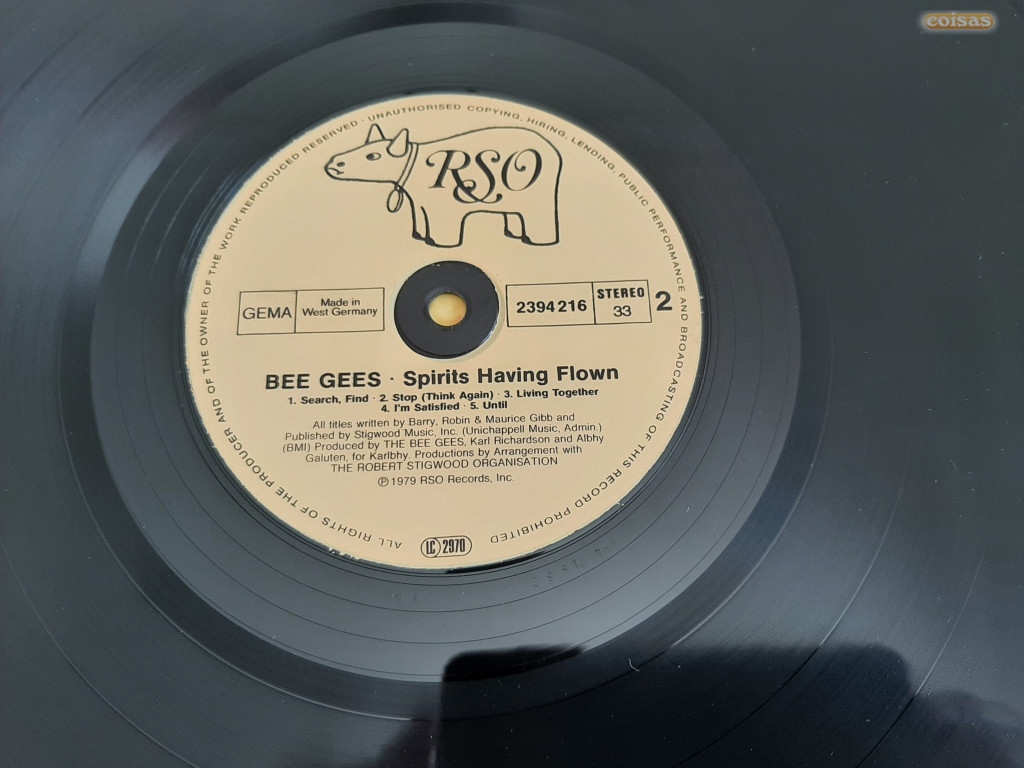 coisas
ALL RIGHTS OF THE PRODUCER AND OF THE OWNER OF THE WORK REPRODUCED RESERVED · UNAUTHORISED COPYING, HIRING, LENDING, PUBLIC PERFORMANCE AND BROADCASTING OF THIS RECORD PROHIBITED
RSO
GEMA
Made in
West Germany
2394 216
STEREO
33
2
BEE GEES · Spirits Having Flown
1. Search, Find · 2. Stop (Think Again) · 3. Living Together
4. I'm Satisfied · 5. Until
All titles written by Barry, Robin & Maurice Gibb and
Published by Stigwood Music, Inc. (Unichappell Music, Admin.)
(BMI) Produced by THE BEE GEES, Karl Richardson and Albhy
Galuten, for Karlbhy. Productions by Arrangement with
THE ROBERT STIGWOOD ORGANISATION
℗ 1979 RSO Records, Inc.
LC 2970